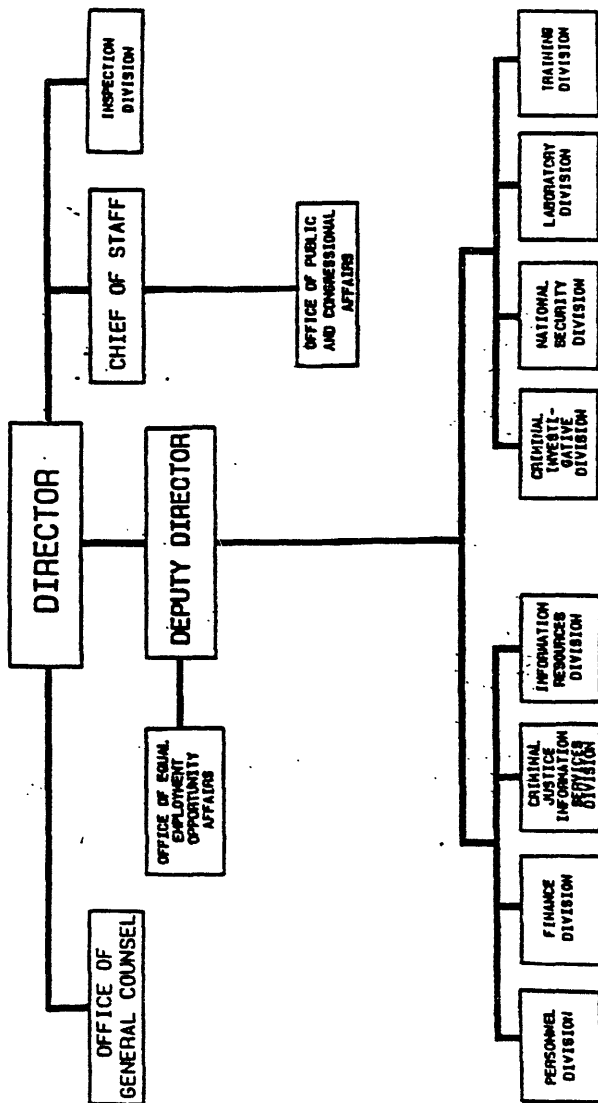 DIRECTOR
OFFICE OF
GENERAL COUNSEL
CHIEF OF STAFF
INSPECTION
DIVISION
OFFICE OF EQUAL
EMPLOYMENT
OPPORTUNITY
AFFAIRS
DEPUTY DIRECTOR
OFFICE OF PUBLIC
AND CONGRESSIONAL
AFFAIRS
PERSONNEL
DIVISION
FINANCE
DIVISION
CRIMINAL
JUSTICE
INFORMATION
SERVICES
DIVISION
INFORMATION
RESOURCES
DIVISION
CRIMINAL
INVESTI-
GATIVE
DIVISION
NATIONAL
SECURITY
DIVISION
LABORATORY
DIVISION
TRAINING
DIVISION